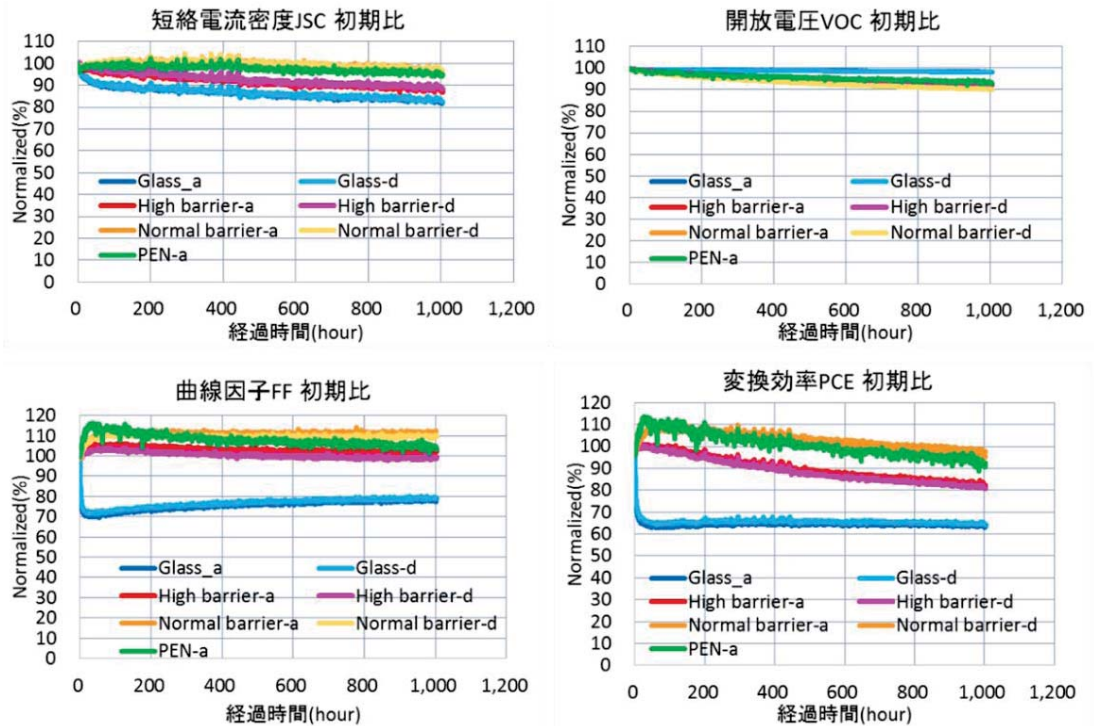 短絡電流密度JSC 初期比
Normalized(%)
110
100
90
80
70
60
50
40
30
20
10
0
Glass_a
Glass-d
High barrier-a
High barrier-d
Normal barrier-a
Normal barrier-d
PEN-a
0 200 400 600 800 1,000 1,200
経過時間(hour)
開放電圧VOC 初期比
Normalized(%)
110
100
90
80
70
60
50
40
30
20
10
0
Glass_a
Glass-d
High barrier-a
High barrier-d
Normal barrier-a
Normal barrier-d
PEN-a
0 200 400 600 800 1,000 1,200
経過時間(hour)
曲線因子FF 初期比
Normalized(%)
120
110
100
90
80
70
60
50
40
30
20
10
0
Glass_a
Glass-d
High barrier-a
High barrier-d
Normal barrier-a
Normal barrier-d
PEN-a
0 200 400 600 800 1,000 1,200
経過時間(hour)
変換効率PCE 初期比
Normalized(%)
120
110
100
90
80
70
60
50
40
30
20
10
0
Glass_a
Glass-d
High barrier-a
High barrier-d
Normal barrier-a
Normal barrier-d
PEN-a
0 200 400 600 800 1,000 1,200
経過時間(hour)